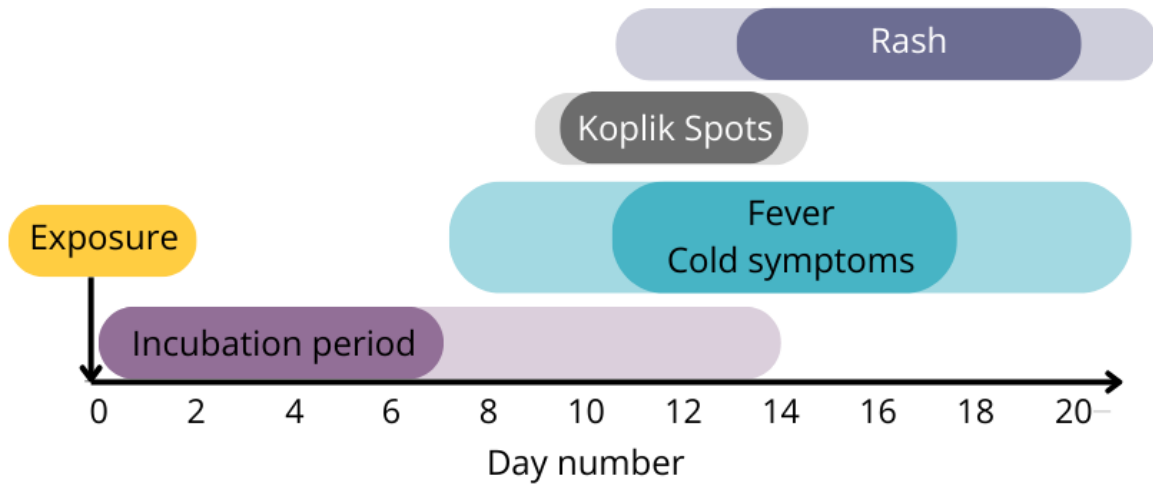 Rash
Koplik Spots
Exposure
Fever
Cold symptoms
Incubation period
0 2 4 6 8 10 12 14 16 18 20
Day number